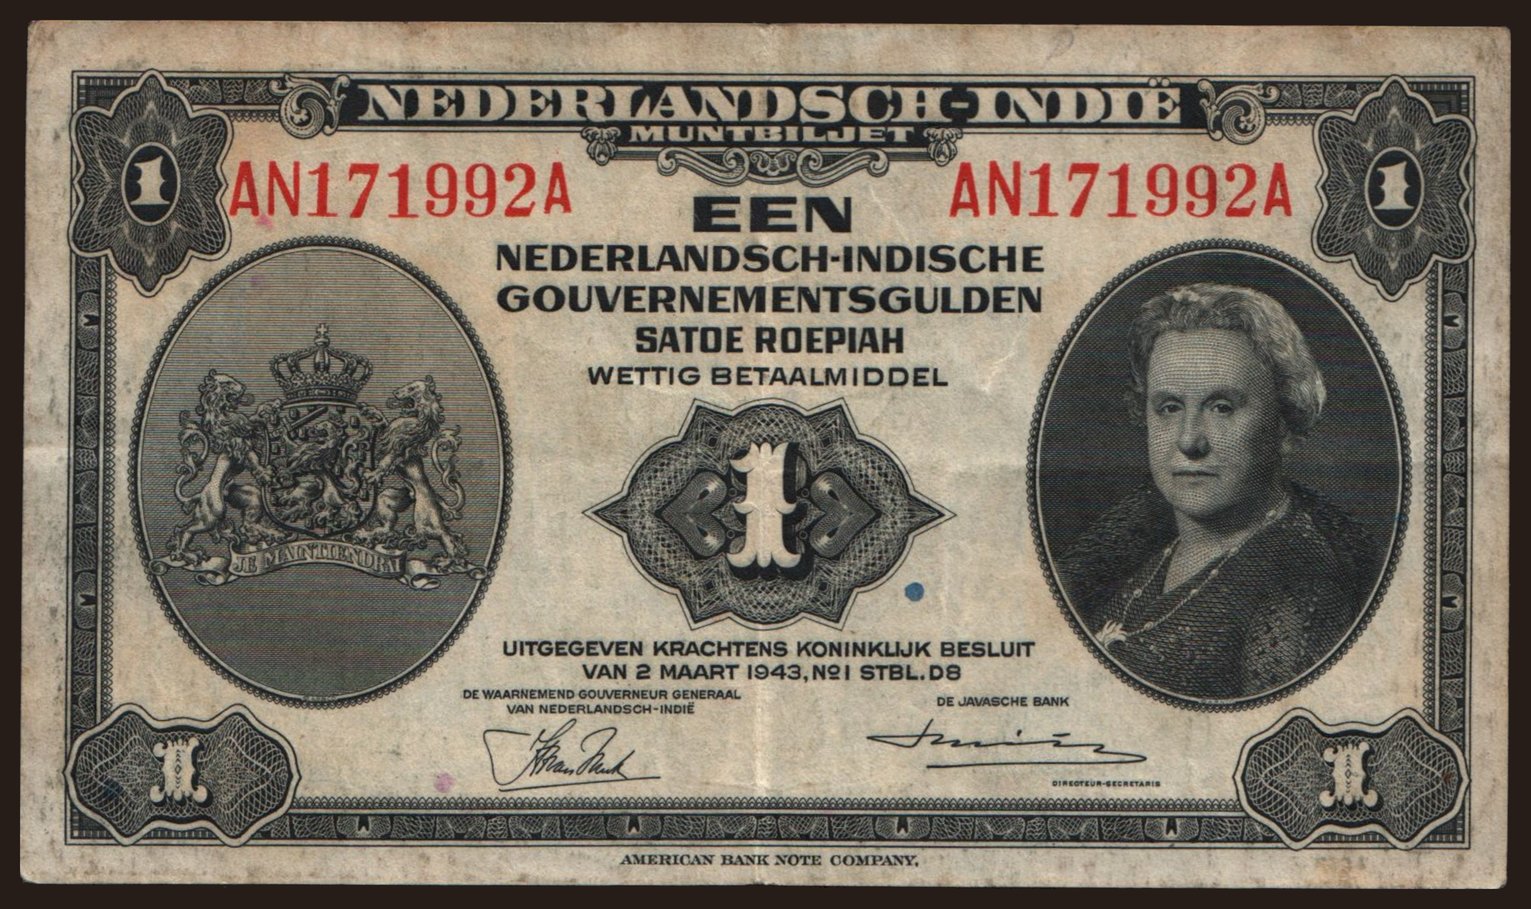 NEDERLANDSCH-INDIË
MUNTBILJET
1
1
AN171992A
AN171992A
EEN
NEDERLANDSCH-INDISCHE
GOUVERNEMENTSGULDEN
SATOE ROEPIAH
WETTIG BETAALMIDDEL
1
JE MAINTIENDRAI
UITGEGEVEN KRACHTENS KONINKLIJK BESLUIT
VAN 2 MAART 1943, No 1 STBL. D8
DE WAARNEMEND GOUVERNEUR GENERAAL
VAN NEDERLANDSCH-INDIË
DE JAVASCHE BANK
DIRECTEUR-SECRETARIS
1
1
AMERICAN BANK NOTE COMPANY.